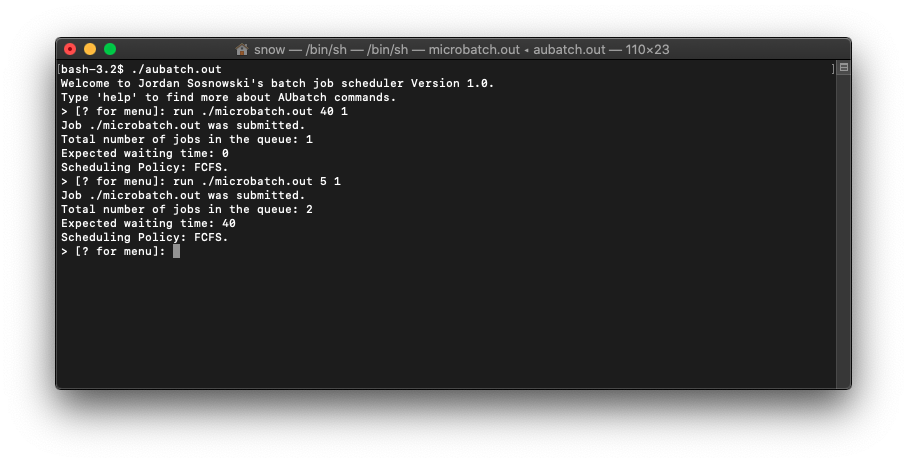 snow — /bin/sh — /bin/sh — microbatch.out ◂ aubatch.out — 110×23
[bash-3.2$ ./aubatch.out ]
Welcome to Jordan Sosnowski's batch job scheduler Version 1.0.
Type 'help' to find more about AUbatch commands.
> [? for menu]: run ./microbatch.out 40 1
Job ./microbatch.out was submitted.
Total number of jobs in the queue: 1
Expected waiting time: 0
Scheduling Policy: FCFS.
> [? for menu]: run ./microbatch.out 5 1
Job ./microbatch.out was submitted.
Total number of jobs in the queue: 2
Expected waiting time: 40
Scheduling Policy: FCFS.
> [? for menu]: